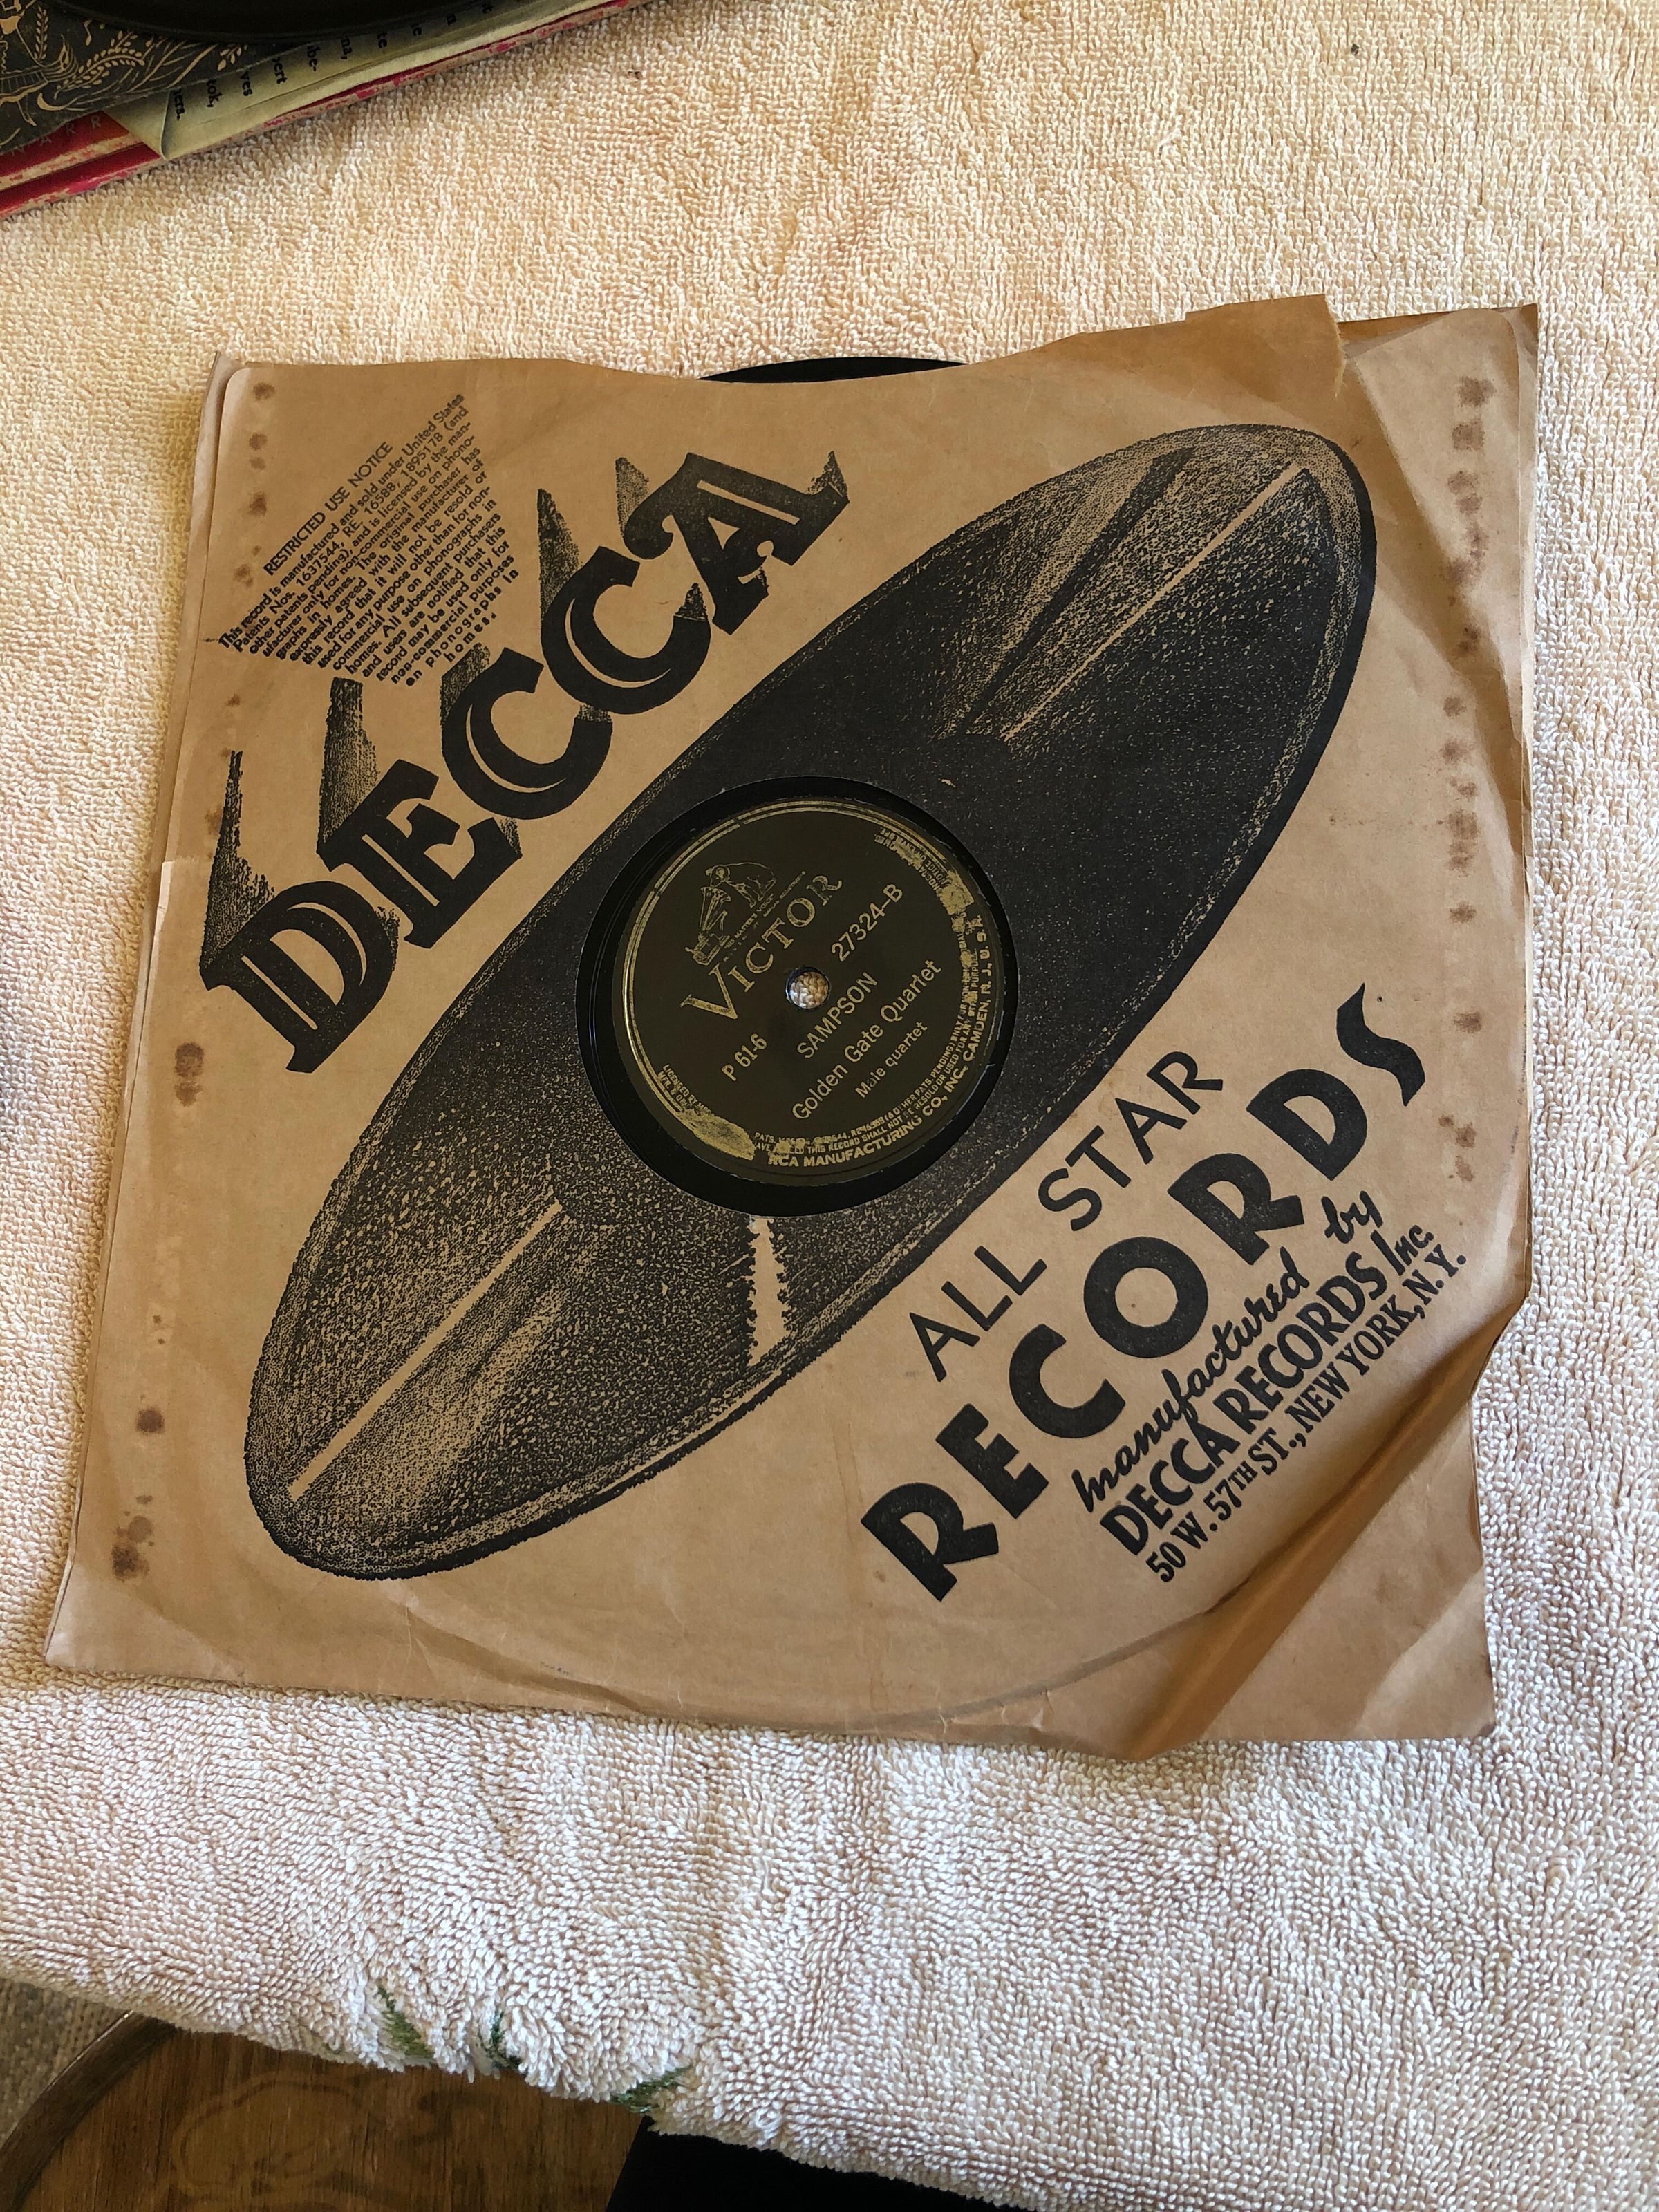 RESTRICTED USE NOTICE
This record is manufactured and sold under United States
Patents Nos. 1637544, RE. 16588, 1895178 (and
other patents pending), and is licensed by the man-
ufacturer only for non-commercial use on phono-
graphs in homes. The original purchaser has
expressly agreed with the manufacturer of
this record that it will not be resold or
used for any purpose other than for non-
commercial use on phonographs in
homes. All subsequent purchasers
and users are notified that this
record may be used only for
non-commercial purposes
on phonographs in
homes.
DECCA
VICTOR
27324-B
P 61-6
SAMPSON
Golden Gate Quartet
Male quartet
RCA MANUFACTURING CO., INC., CAMDEN, N. J., U. S. A.
ALL STAR
RECORDS
manufactured by
DECCA RECORDS Inc.
50 W. 57TH ST., NEW YORK, N. Y.